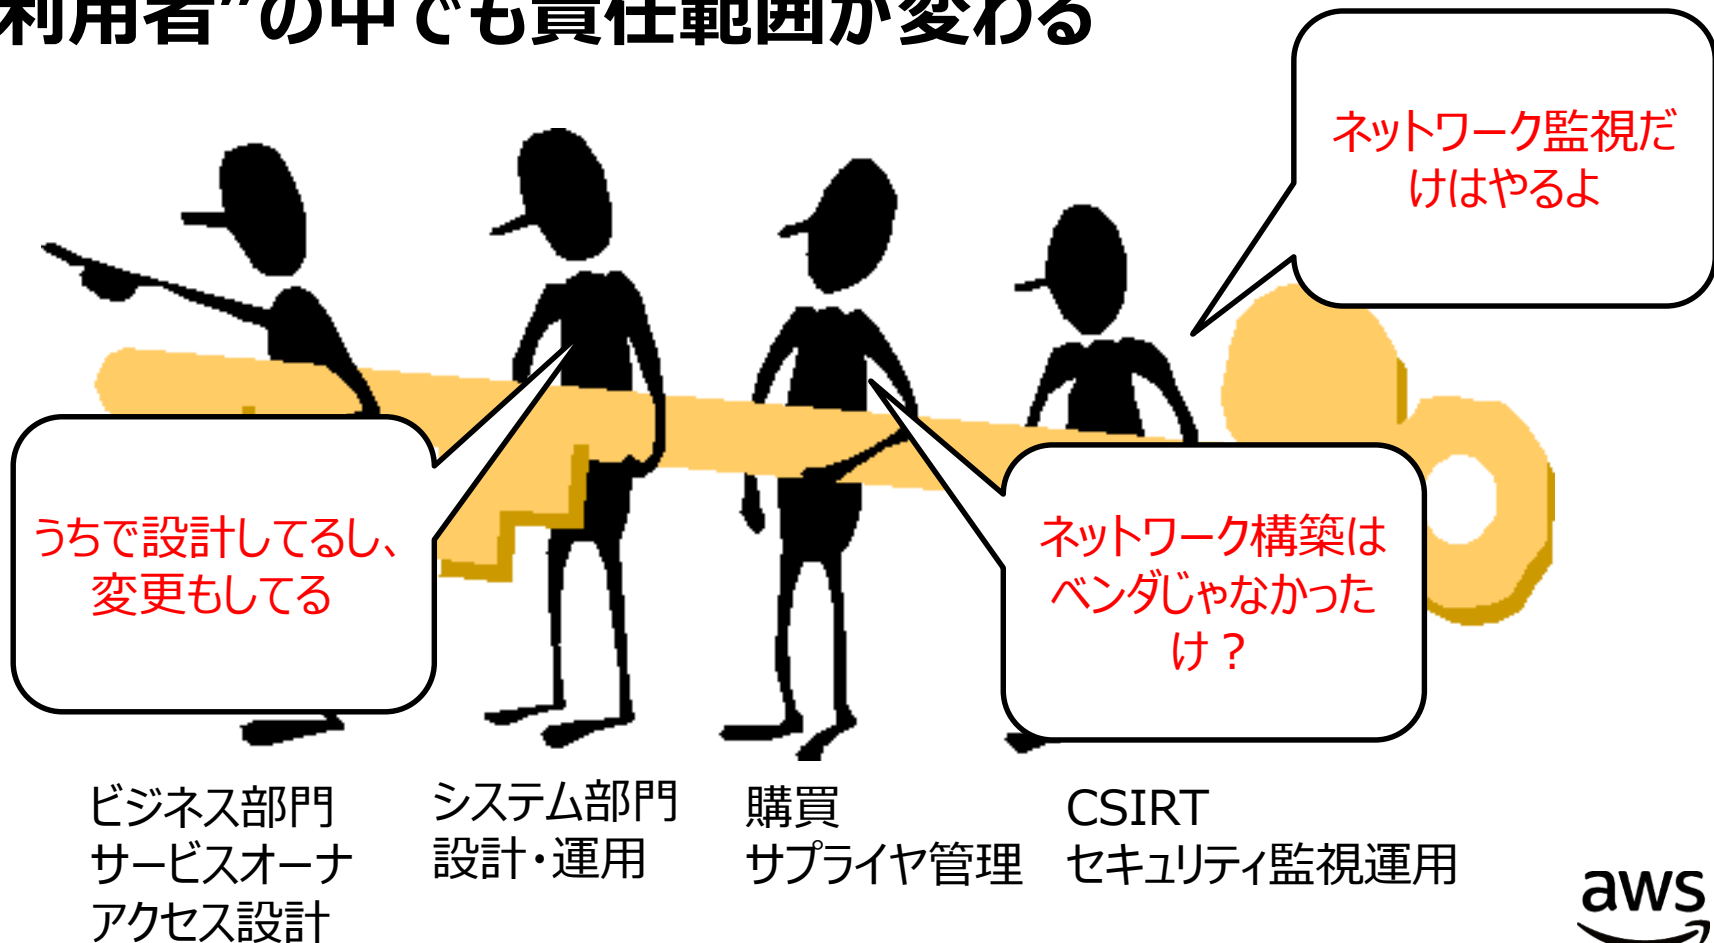 利用者”の中でも責任範囲が変わる
ネットワーク監視だ
けはやるよ
うちで設計してるし、
変更もしてる
ネットワーク構築は
ベンダじゃなかった
け？
ビジネス部門
サービスオーナ
アクセス設計
システム部門
設計・運用
購買
サプライヤ管理
CSIRT
セキュリティ監視運用
aws